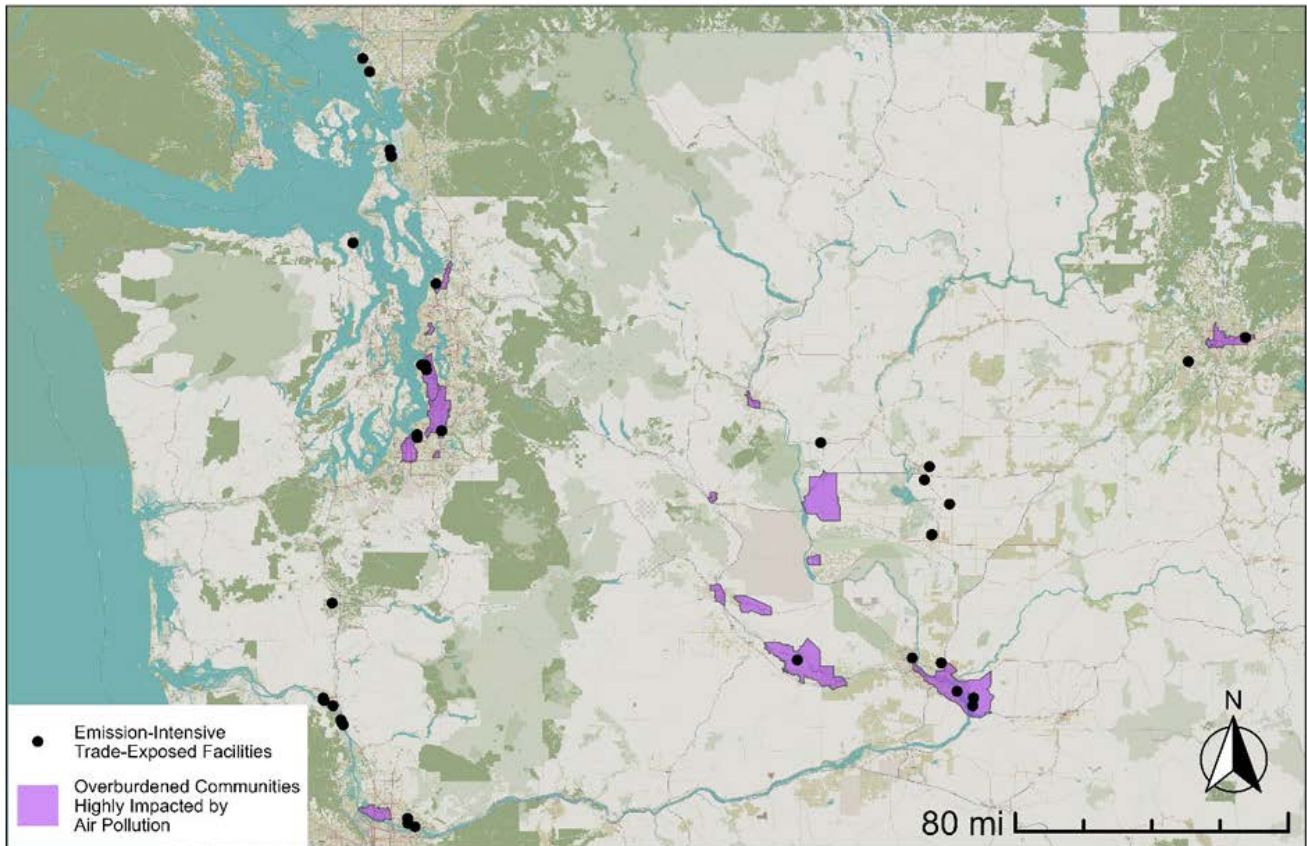 Emission-Intensive
Trade-Exposed Facilities
Overburdened Communities
Highly Impacted by
Air Pollution
N
80 mi